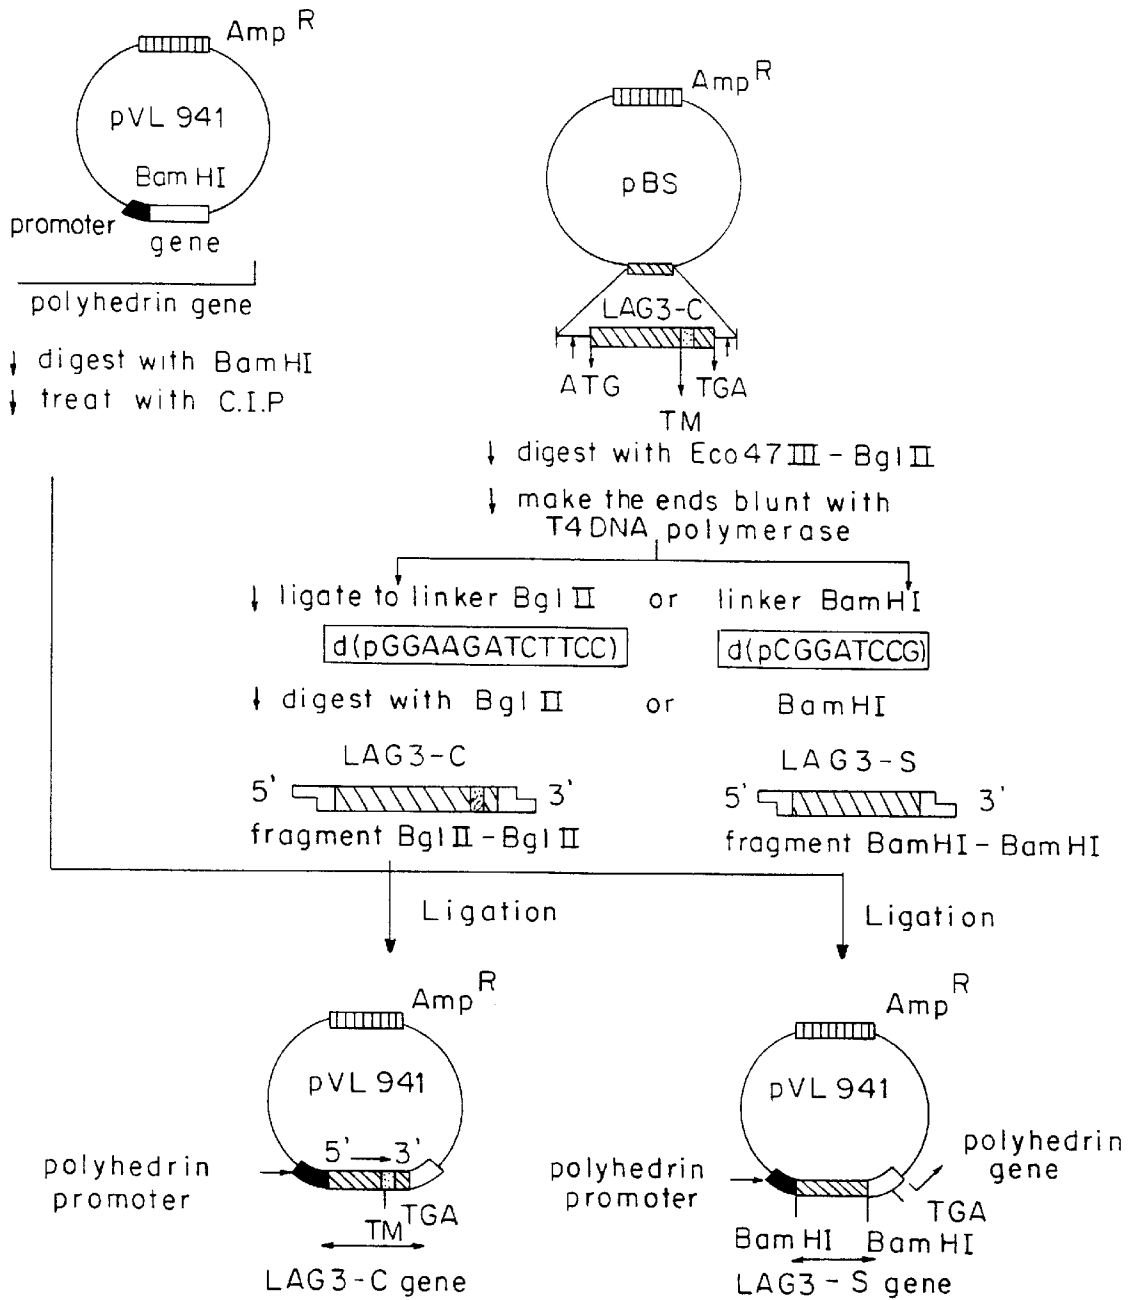 Amp R
pVL 941
Bam HI
promoter
gene
polyhedrin gene
↓ digest with BamHI
↓ treat with C.I.P
Amp R
pBS
LAG3-C
ATG
TGA
TM
↓ digest with Eco47III - BglII
↓ make the ends blunt with
T4 DNA polymerase
↓ ligate to linker BglII or linker BamHI
d(pGGAAGATCTTCC)
d(pCGGATCCG)
↓ digest with BglII or BamHI
LAG3-C
5' 3'
fragment BglII-BglII
LAG3-S
5' 3'
fragment BamHI-BamHI
Ligation
Ligation
Amp R
pVL 941
5' → 3'
polyhedrin
promoter
TM
TGA
LAG3-C gene
Amp R
pVL 941
polyhedrin
gene
polyhedrin
promoter
TGA
BamHI
BamHI
LAG3-S gene